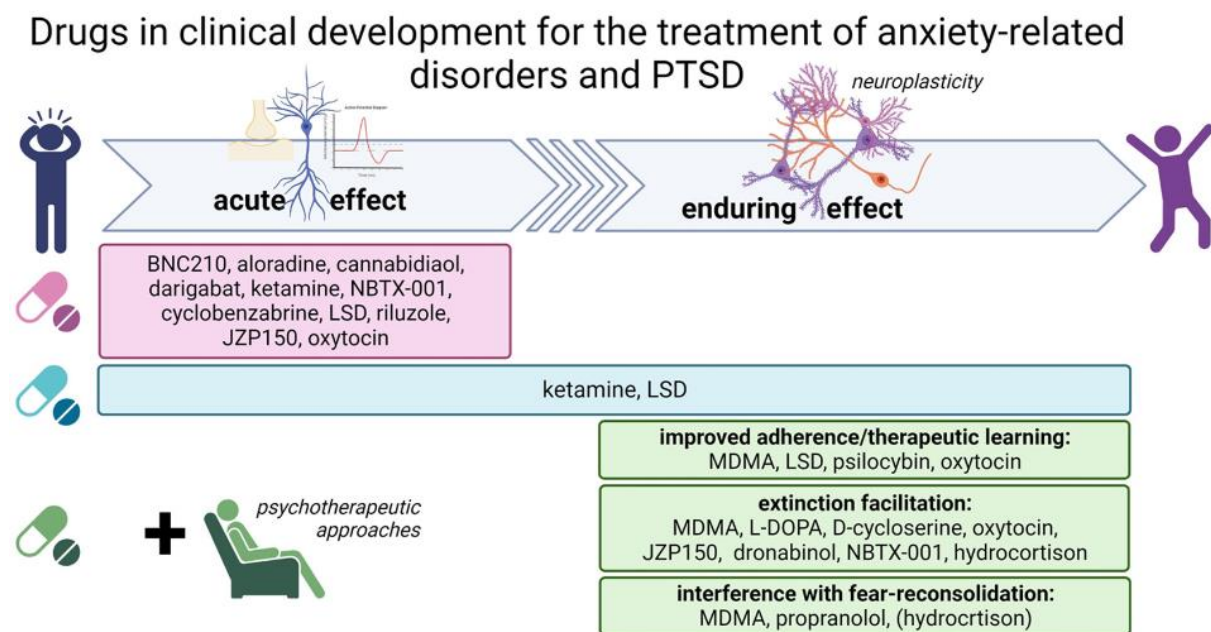 Drugs in clinical development for the treatment of anxiety-related
disorders and PTSD
neuroplasticity
acute effect
enduring effect
BNC210, aloradine, cannabidiaol,
darigabat, ketamine, NBTX-001,
cyclobenzabrine, LSD, riluzole,
JZP150, oxytocin
ketamine, LSD
improved adherence/therapeutic learning:
MDMA, LSD, psilocybin, oxytocin
psychotherapeutic
approaches
extinction facilitation:
MDMA, L-DOPA, D-cycloserine, oxytocin,
JZP150, dronabinol, NBTX-001, hydrocortison
interference with fear-reconsolidation:
MDMA, propranolol, (hydrocrtison)